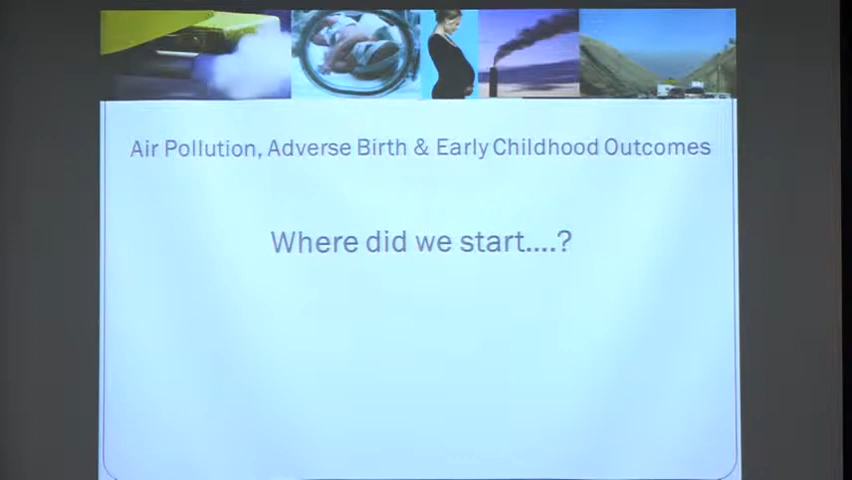 Air Pollution, Adverse Birth & Early Childhood Outcomes
Where did we start....?